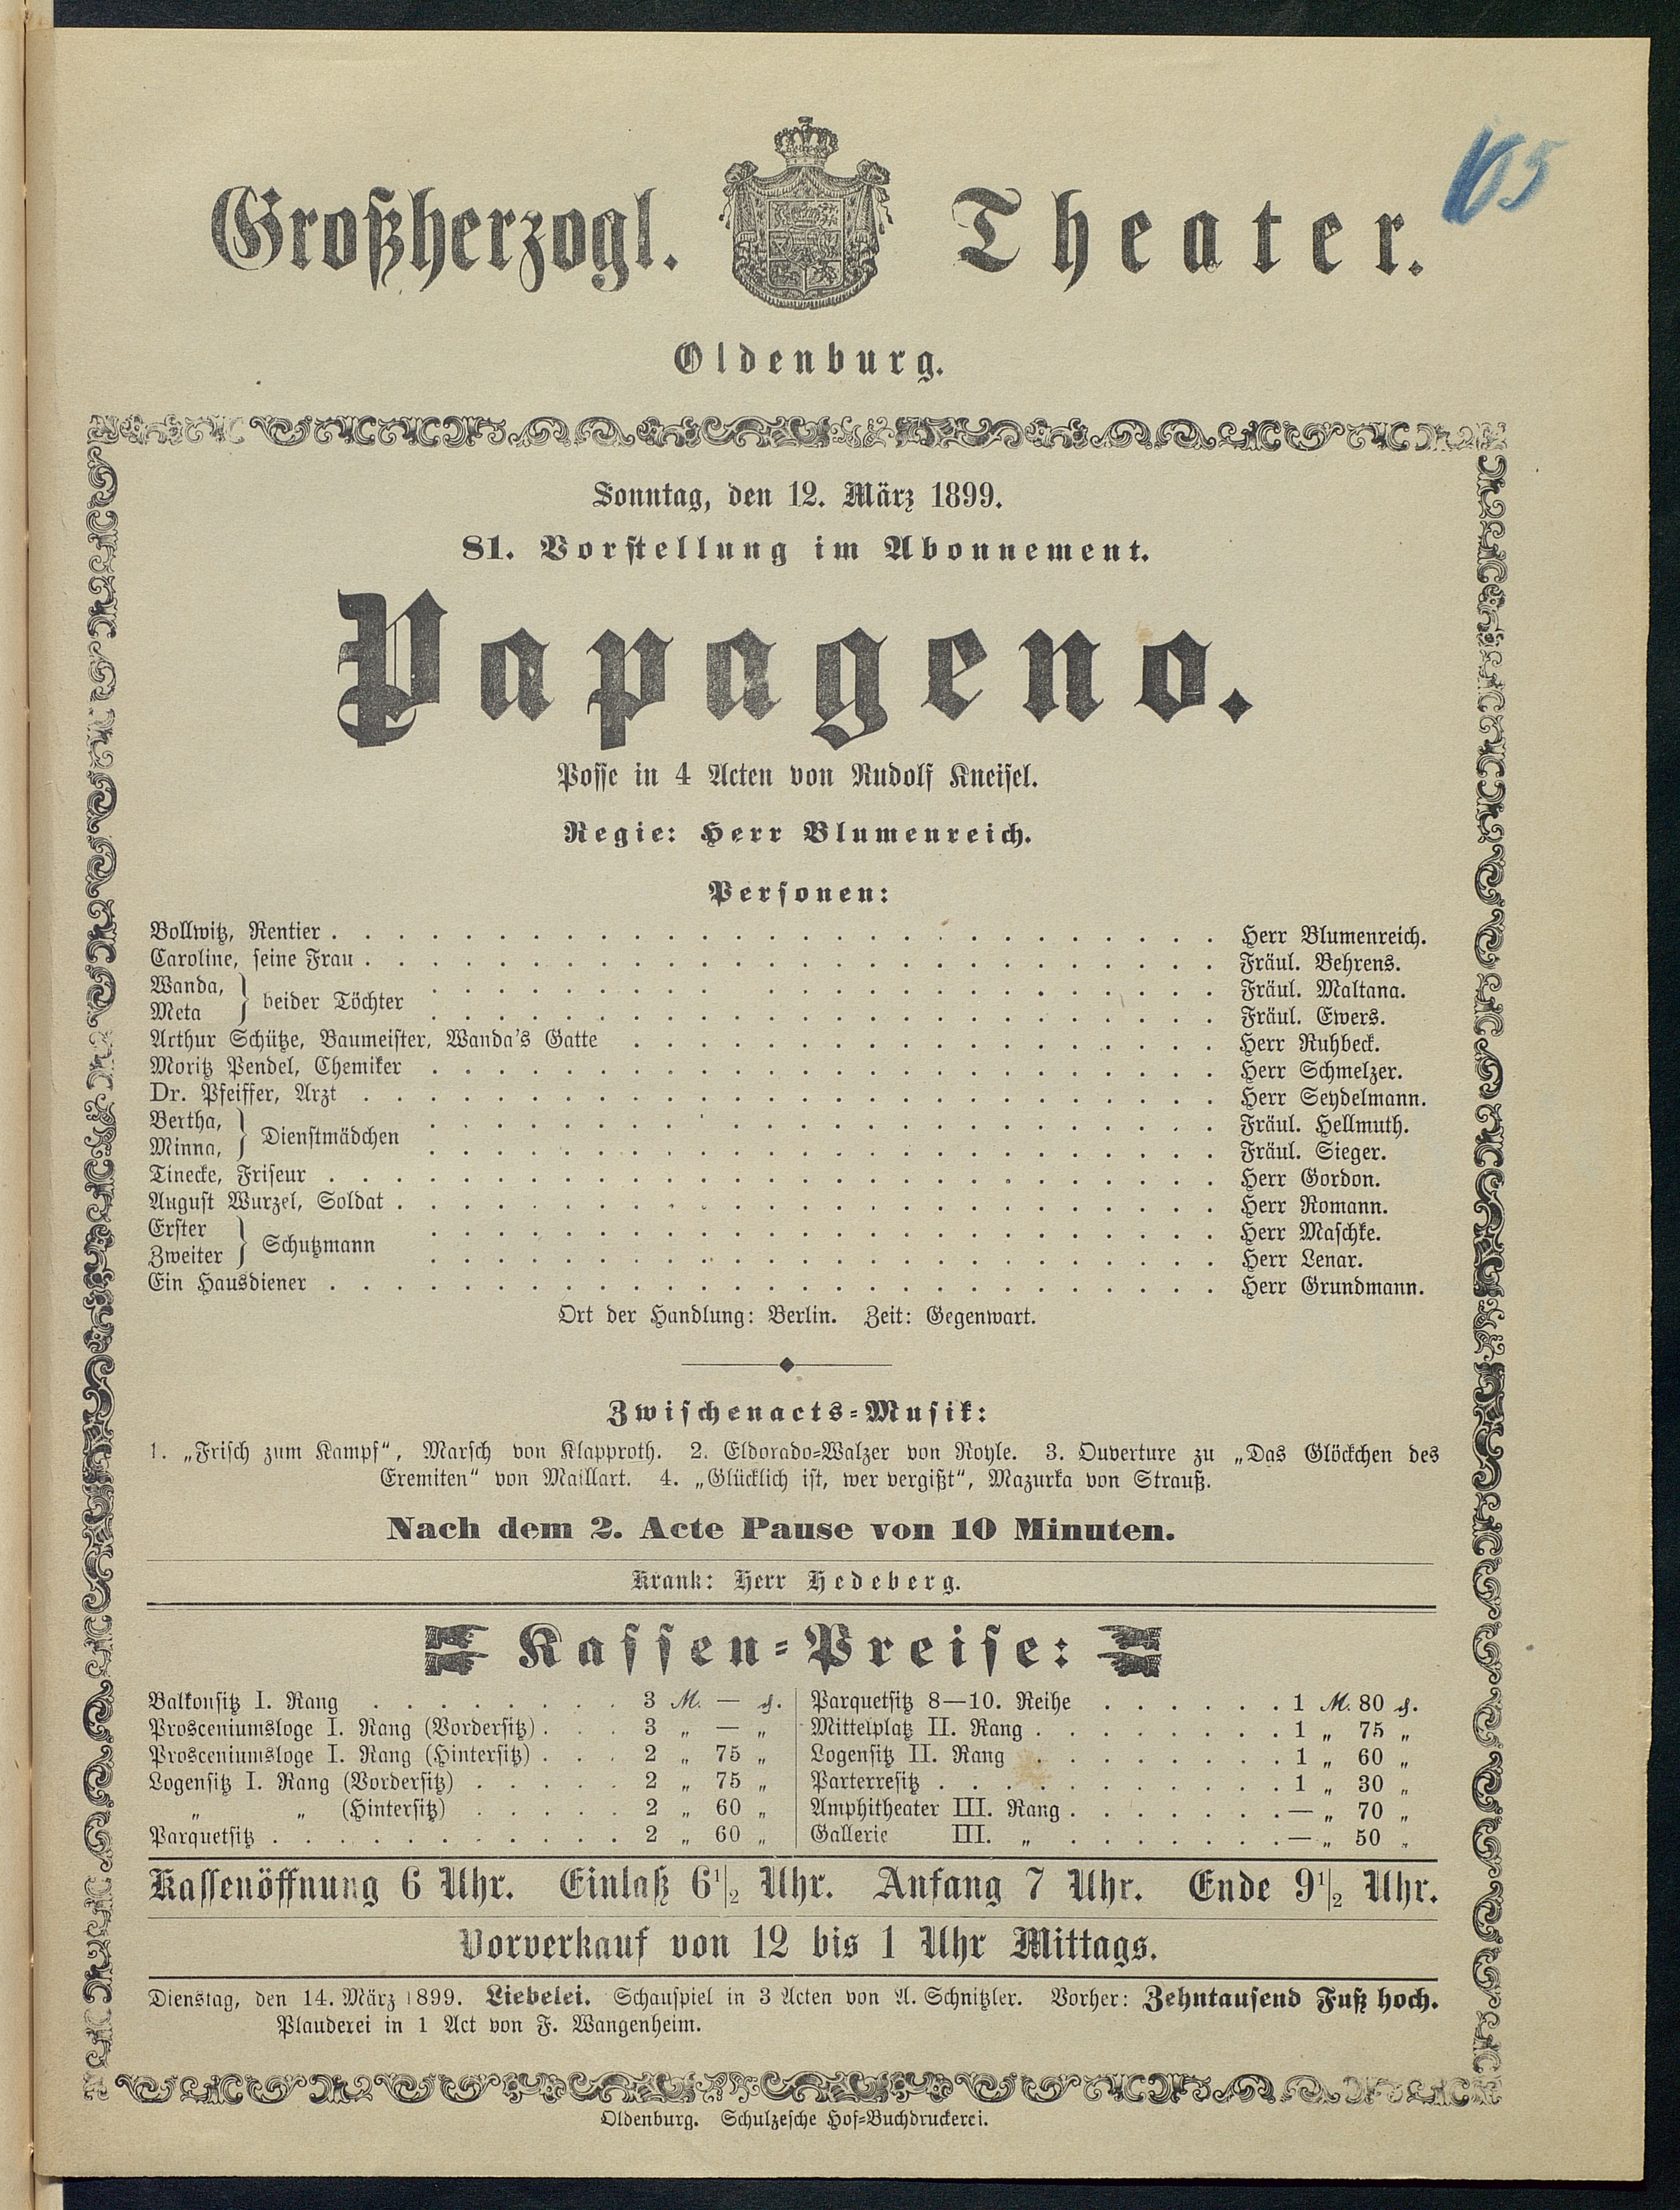 105
Großherzogl. Theater.
Oldenburg.
Sonntag, den 12. März 1899.
81. Vorstellung im Abonnement.
Papageno.
Posse in 4 Acten von Rudolf Kneisel.
Regie: Herr Blumenreich.
Personen:
Bollwitz, Rentier . . . . . Herr Blumenreich.
Caroline, seine Frau . . . . . Fräul. Behrens.
Wanda, } beider Töchter . . . . . Fräul. Maltana.
Meta } . . . . . Fräul. Ewers.
Arthur Schütze, Baumeister, Wanda's Gatte . . . . . Herr Ruhbeck.
Moritz Pendel, Chemiker . . . . . Herr Schmelzer.
Dr. Pfeiffer, Arzt . . . . . Herr Seydelmann.
Bertha, } Dienstmädchen . . . . . Fräul. Hellmuth.
Minna, } . . . . . Fräul. Sieger.
Tinecke, Friseur . . . . . Herr Gordon.
August Wurzel, Soldat . . . . . Herr Romann.
Erster } Schutzmann . . . . . Herr Maschke.
Zweiter } . . . . . Herr Lenar.
Ein Hausdiener . . . . . Herr Grundmann.
Ort der Handlung: Berlin. Zeit: Gegenwart.
Zwischenacts-Musik:
1. „Frisch zum Kampf“, Marsch von Klapproth. 2. Eldorado-Walzer von Royle. 3. Ouverture zu „Das Glöckchen des
Eremiten“ von Maillart. 4. „Glücklich ist, wer vergißt“, Mazurka von Strauß.
Nach dem 2. Acte Pause von 10 Minuten.
Krank: Herr Hedeberg.
Kassen-Preise:
Balkonsitz I. Rang . . . . . 3 M. — ₰.
Prosceniumsloge I. Rang (Vordersitz) . . . 3 „ — „
Prosceniumsloge I. Rang (Hintersitz) . . . 2 „ 75 „
Logensitz I. Rang (Vordersitz) . . . . . 2 „ 75 „
„ „ (Hintersitz) . . . . . 2 „ 60 „
Parquetsitz . . . . . 2 „ 60 „
Parquetsitz 8—10. Reihe . . . . . 1 M. 80 ₰.
Mittelplatz II. Rang . . . . . 1 „ 75 „
Logensitz II. Rang . . . . . 1 „ 60 „
Parterresitz . . . . . 1 „ 30 „
Amphitheater III. Rang . . . . . — „ 70 „
Gallerie III. „ . . . . . — „ 50 „
Kassenöffnung 6 Uhr. Einlaß 6 1/2 Uhr. Anfang 7 Uhr. Ende 9 1/2 Uhr.
Vorverkauf von 12 bis 1 Uhr Mittags.
Dienstag, den 14. März 1899. Liebelei. Schauspiel in 3 Acten von A. Schnitzler. Vorher: Zehntausend Fuß hoch.
Plauderei in 1 Act von F. Wangenheim.
Oldenburg. Schulzesche Hof-Buchdruckerei.